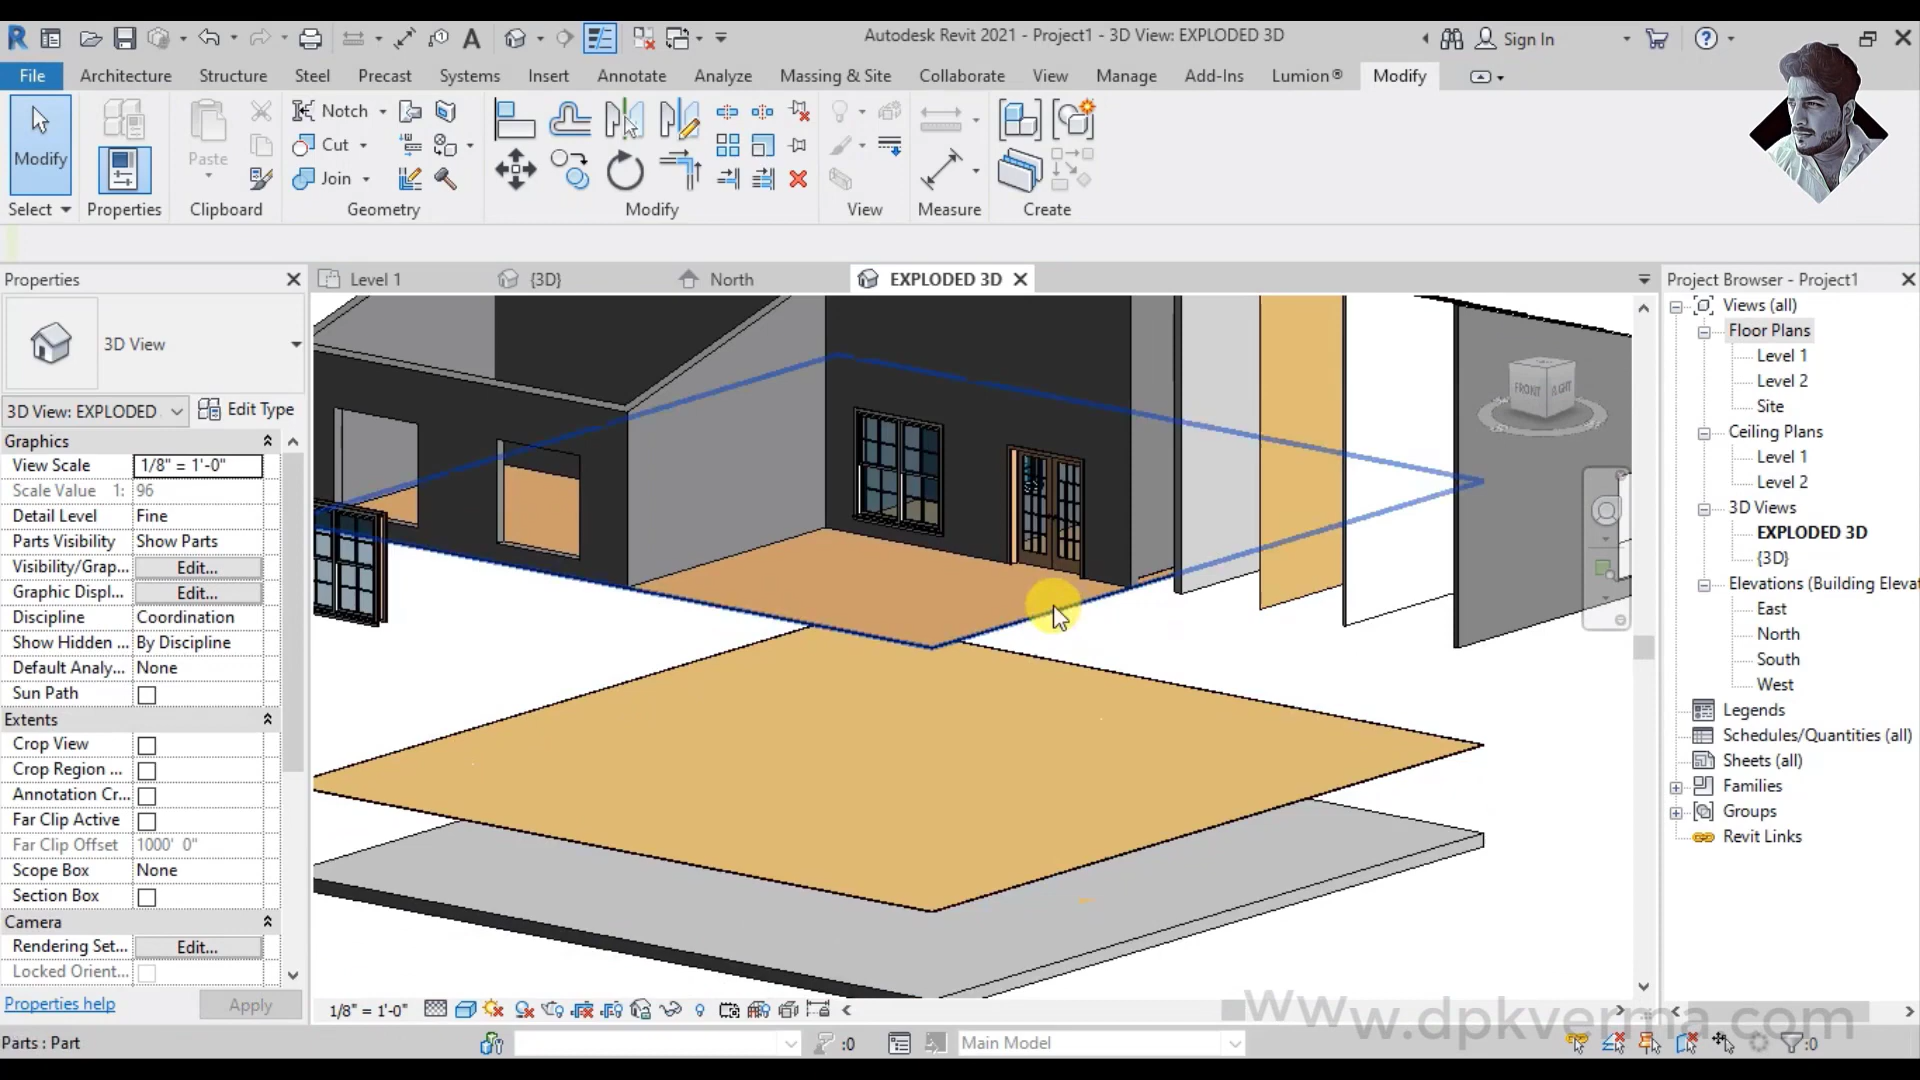 Autodesk Revit 2021 - Project1 - 3D View: EXPLODED 3D
Sign In
File Architecture Structure Steel Precast Systems Insert Annotate Analyze Massing & Site Collaborate View Manage Add-Ins Lumion® Modify
Modify
Paste
Notch
Cut
Join
Select Properties Clipboard Geometry Modify View Measure Create
Properties
Level 1 {3D} North EXPLODED 3D
Project Browser - Project1
3D View
3D View: EXPLODED
Edit Type
Graphics
View Scale 1/8" = 1'-0"
Scale Value 1: 96
Detail Level Fine
Parts Visibility Show Parts
Visibility/Grap... Edit...
Graphic Displ... Edit...
Discipline Coordination
Show Hidden ... By Discipline
Default Analy... None
Sun Path
Extents
Crop View
Crop Region ...
Annotation Cr...
Far Clip Active
Far Clip Offset 1000' 0"
Scope Box None
Section Box
Camera
Rendering Set... Edit...
Locked Orient...
Properties help Apply
FRONT
Views (all)
Floor Plans
Level 1
Level 2
Site
Ceiling Plans
Level 1
Level 2
3D Views
EXPLODED 3D
{3D}
Elevations (Building Eleva
East
North
South
West
Legends
Schedules/Quantities (all)
Sheets (all)
Families
Groups
Revit Links
1/8" = 1'-0"
www.dpkverma.com
Parts : Part
:0
Main Model
:0